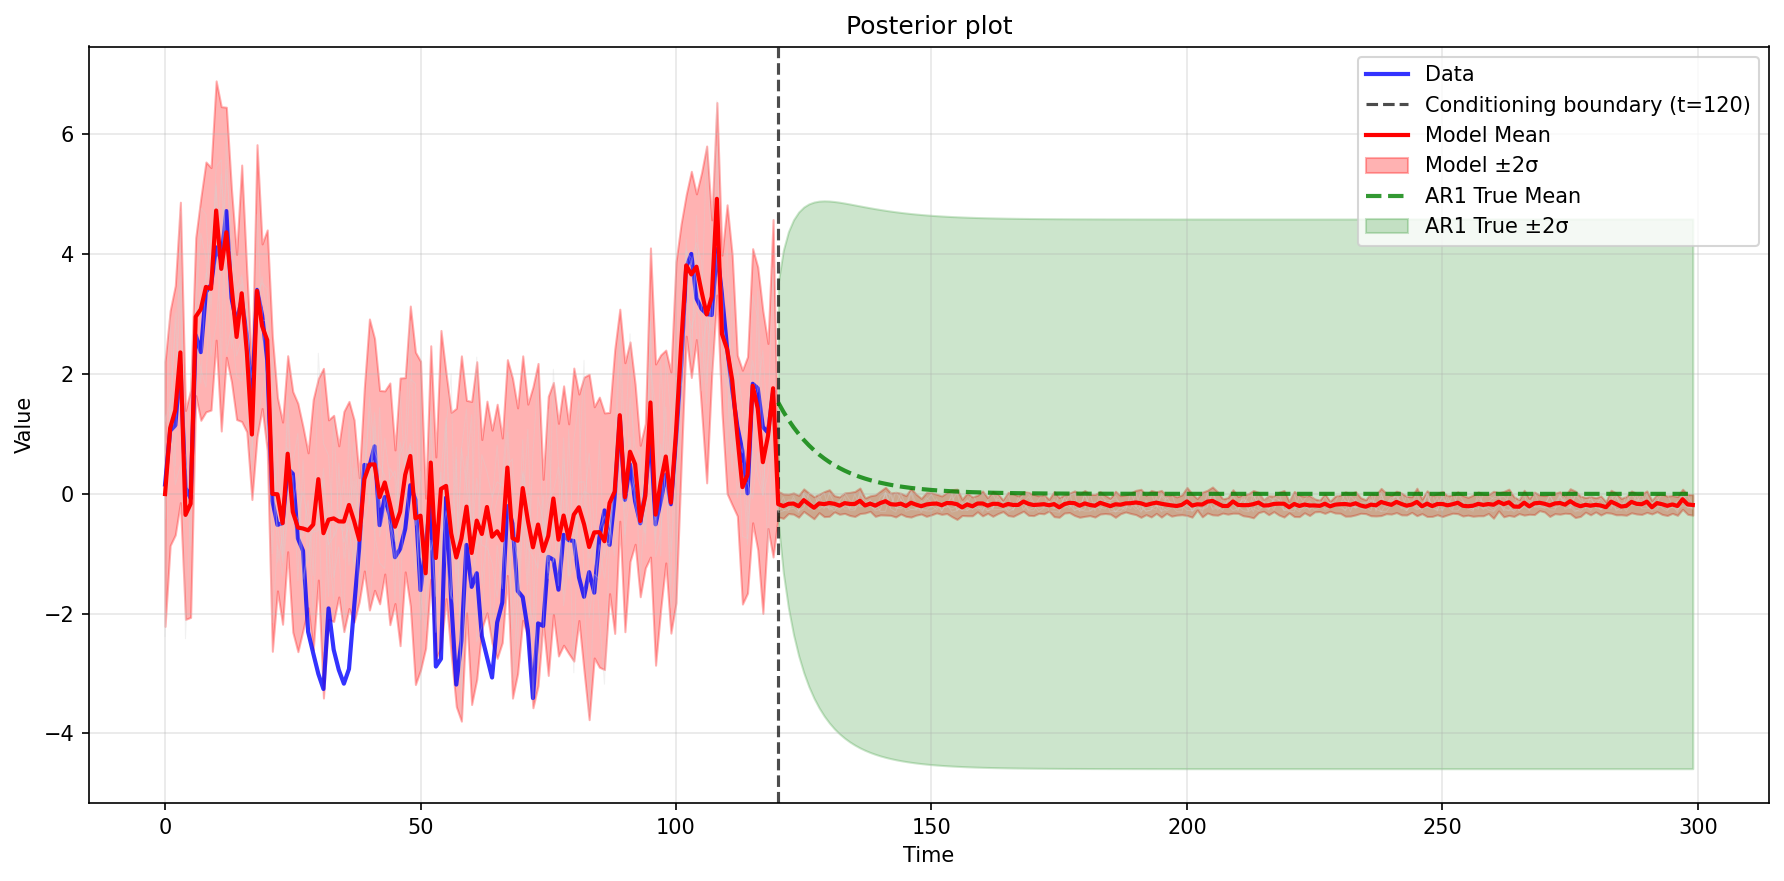 Posterior plot
Value
6
4
2
0
−2
−4
Data
Conditioning boundary (t=120)
Model Mean
Model ±2σ
AR1 True Mean
AR1 True ±2σ
0 50 100 150 200 250 300
Time